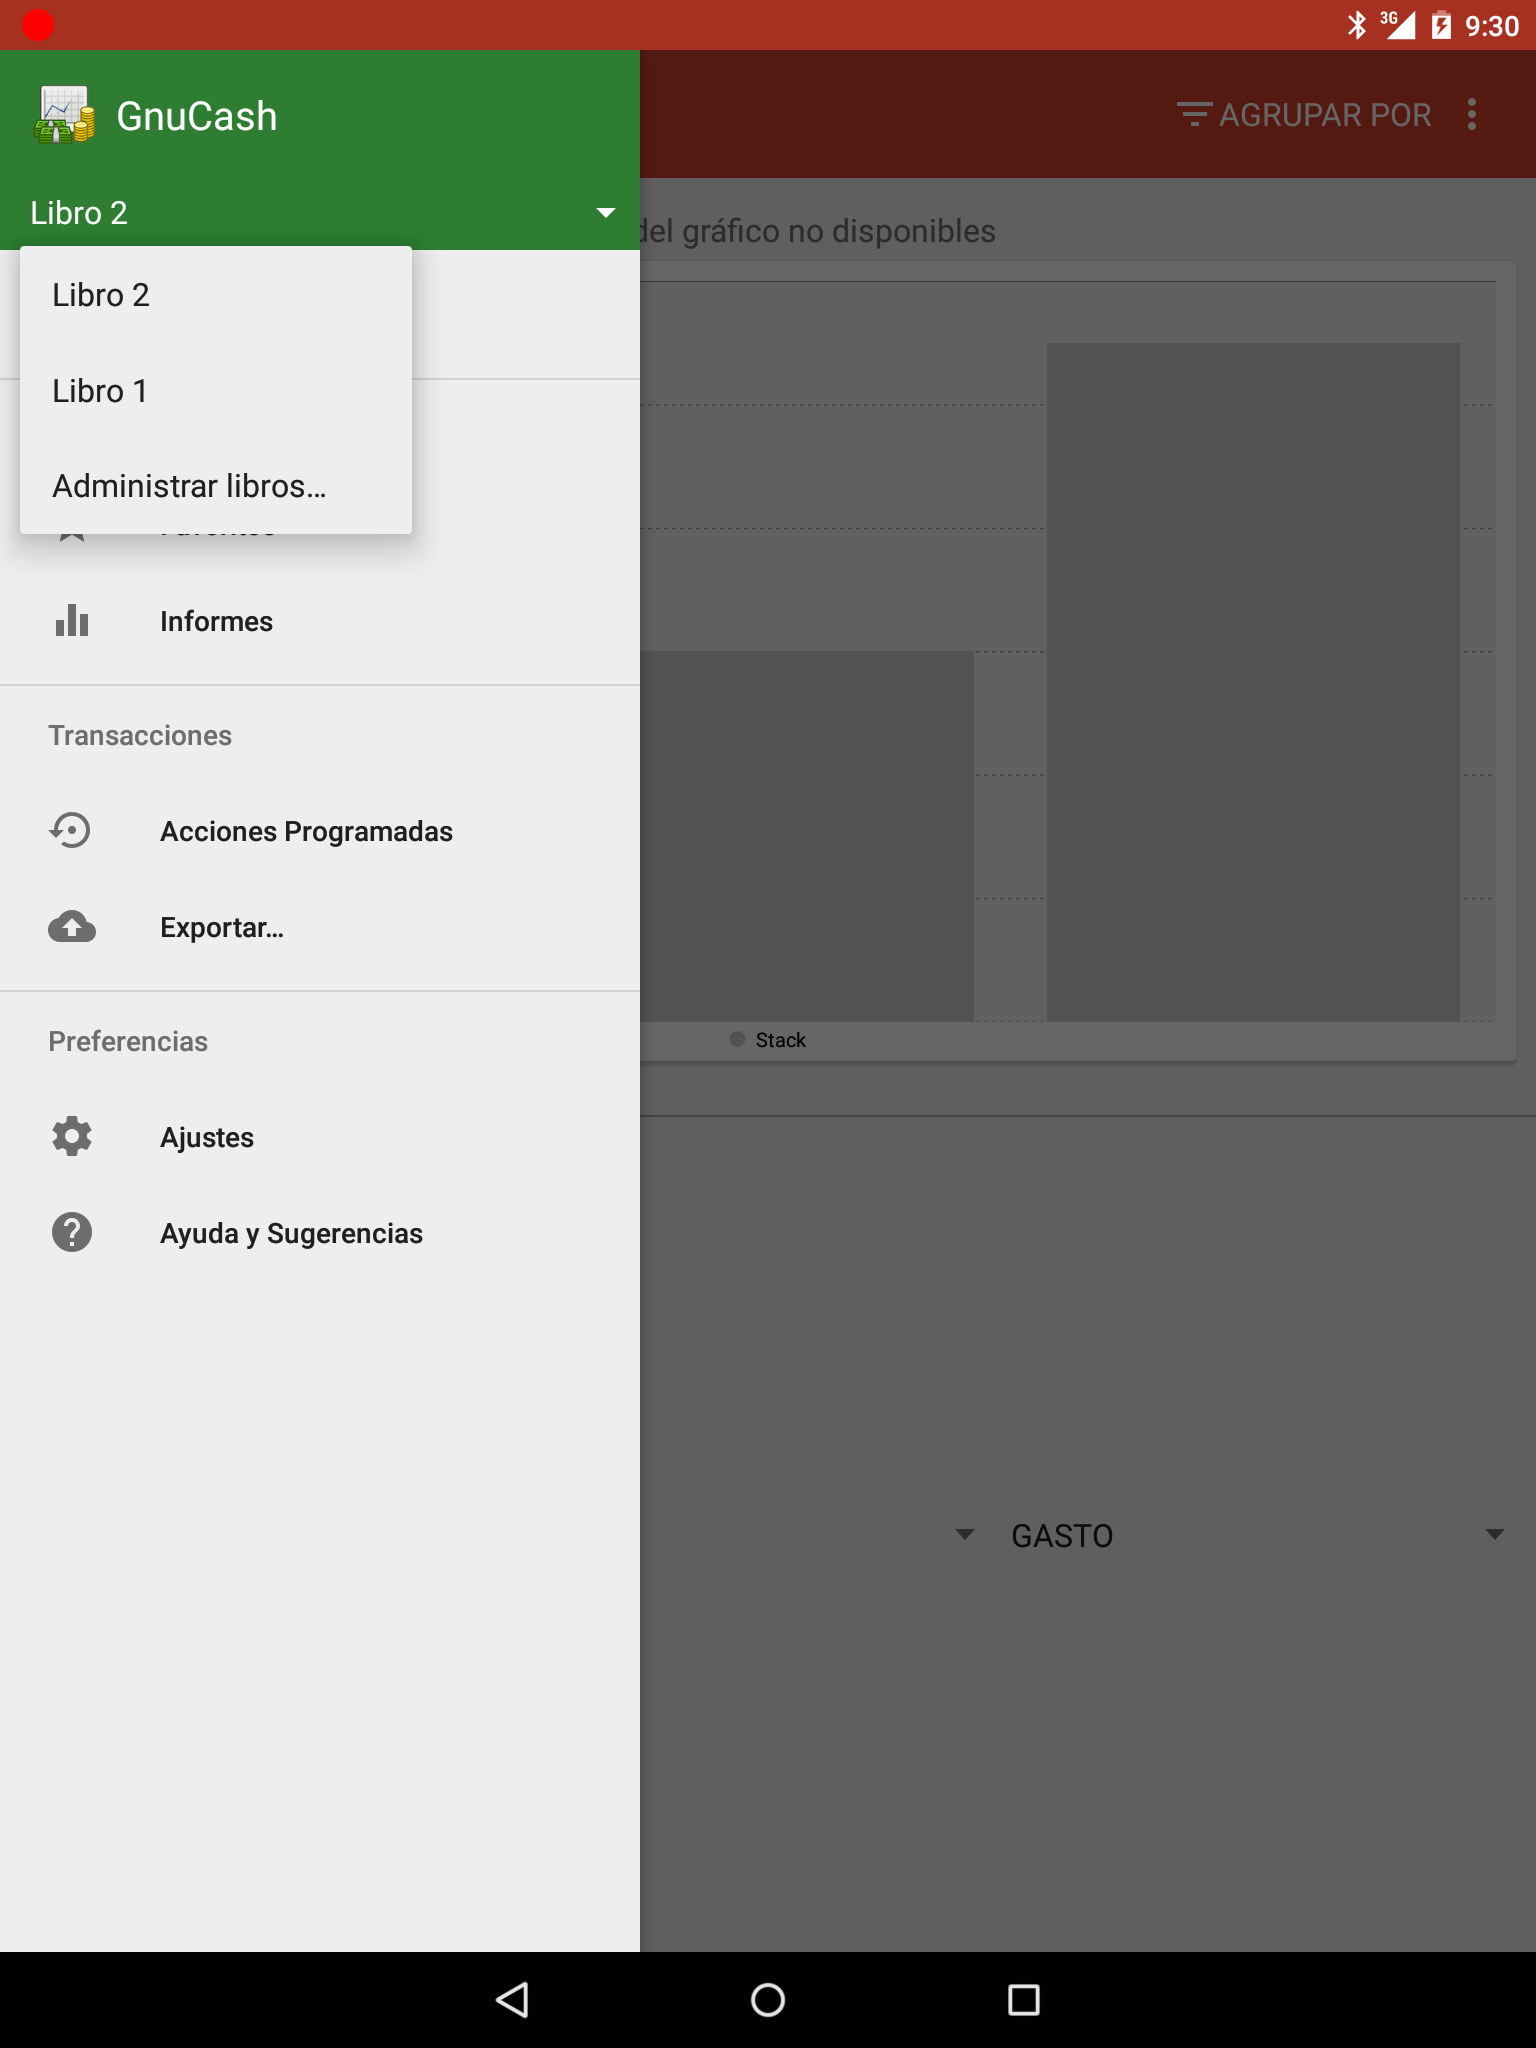 3G 9:30
GnuCash
AGRUPAR POR
Libro 2
del gráfico no disponibles
Libro 2
Libro 1
Administrar libros...
Informes
Transacciones
Acciones Programadas
Exportar...
Stack
Preferencias
Ajustes
Ayuda y Sugerencias
GASTO